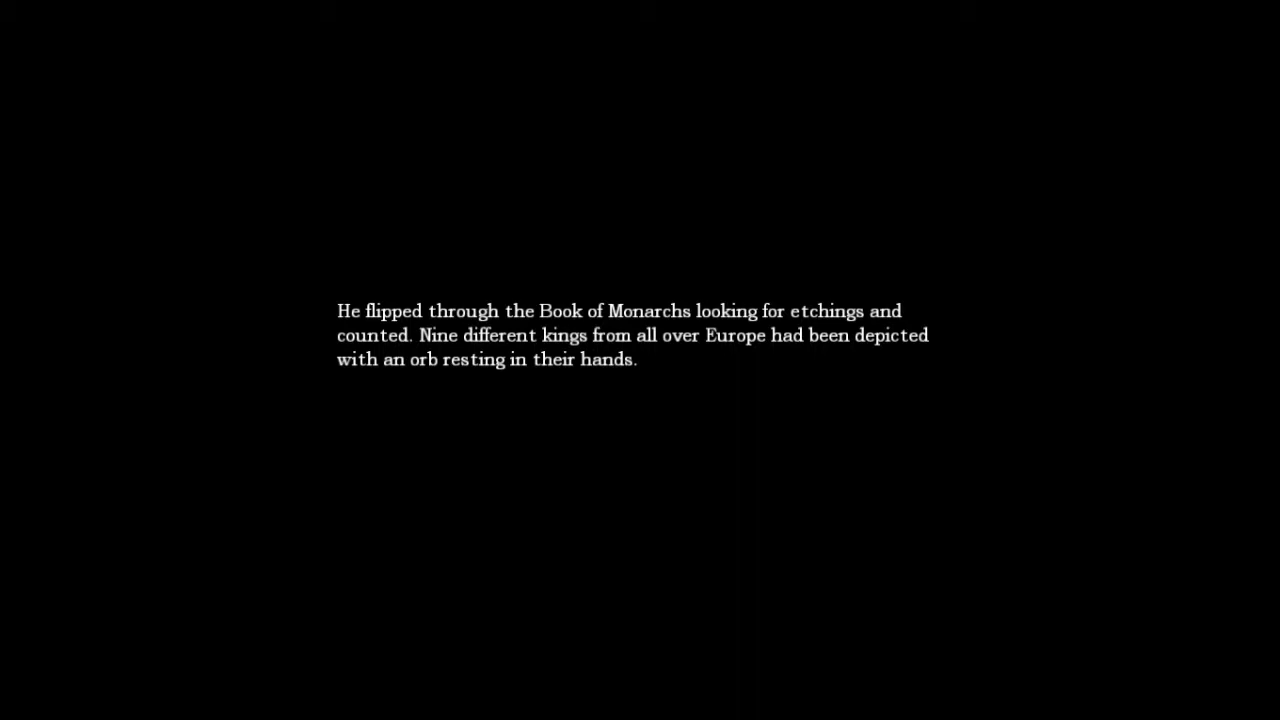 He flipped through the Book of Monarchs looking for etchings and
counted. Nine different kings from all over Europe had been depicted
with an orb resting in their hands.